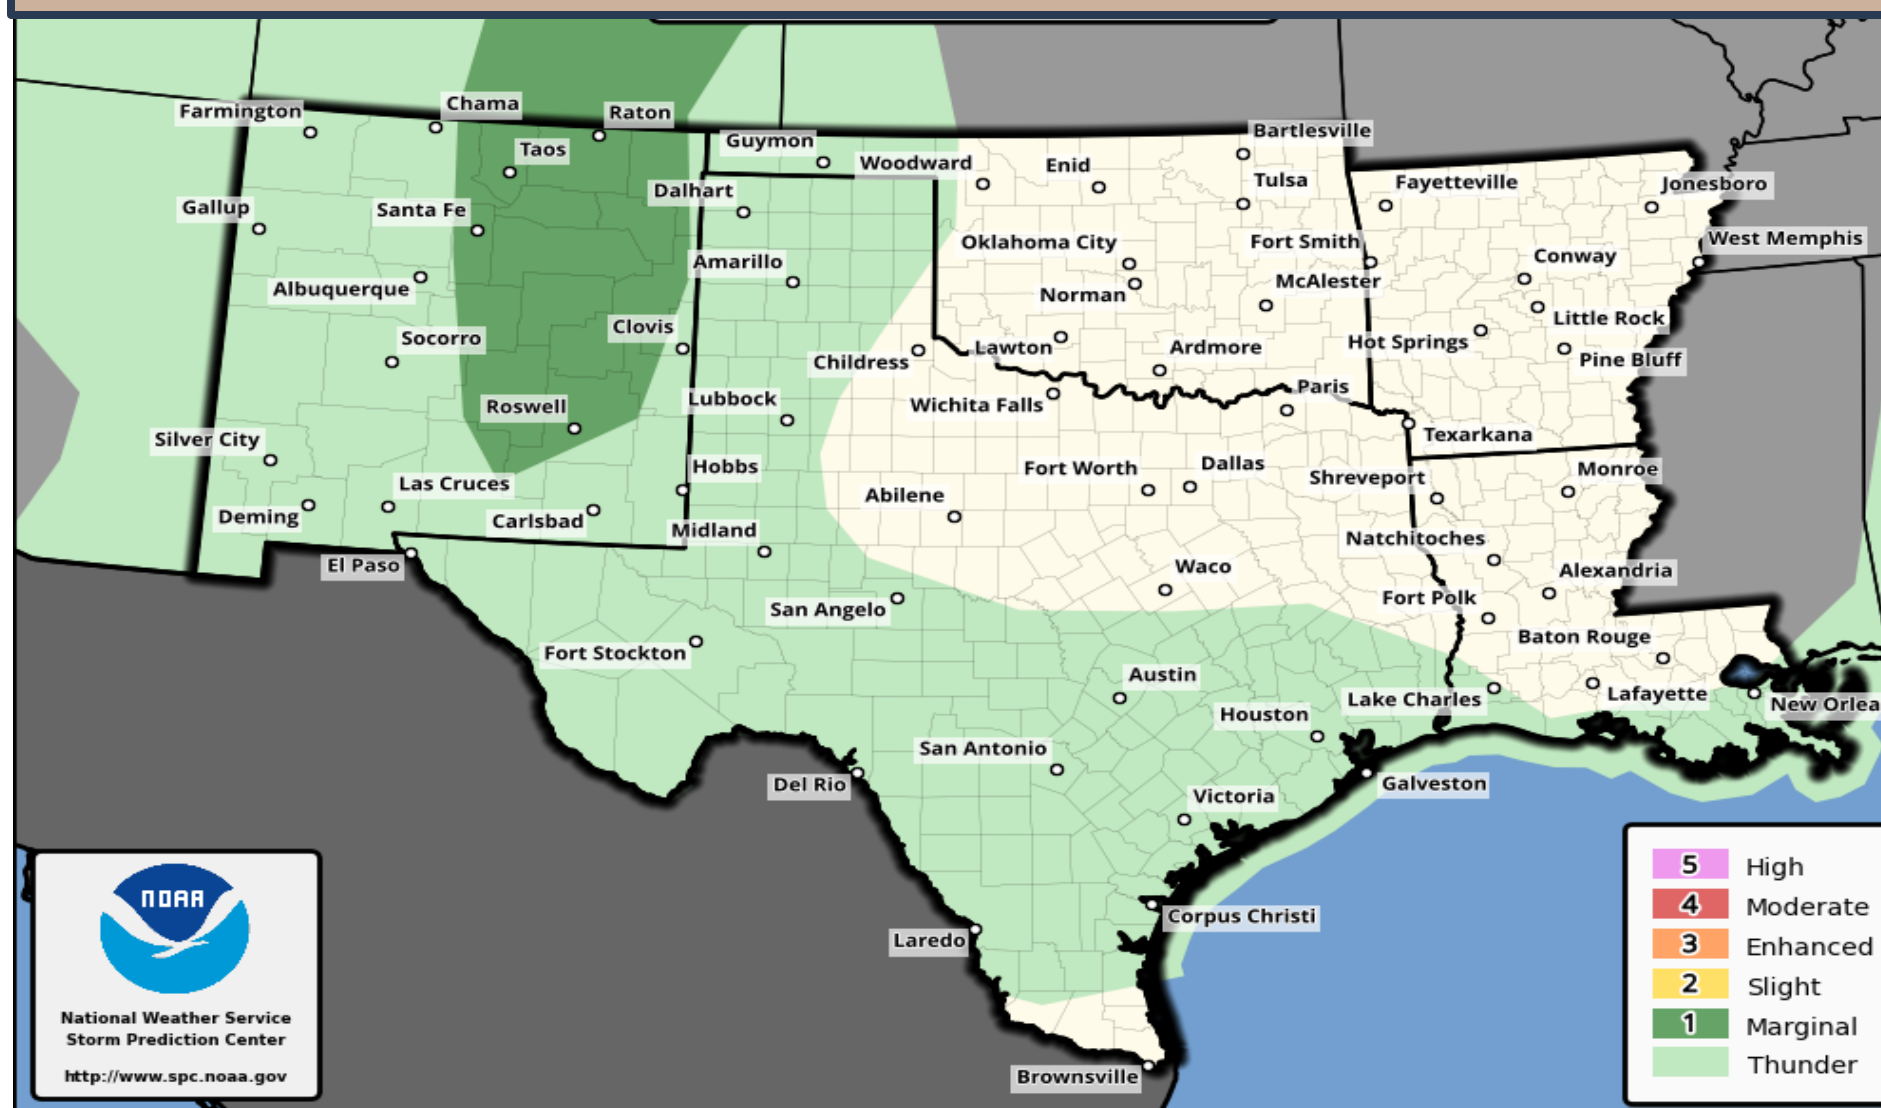 Farmington
Chama
Raton
Taos
Guymon
Woodward
Enid
Bartlesville
Tulsa
Fayetteville
Jonesboro
Gallup
Santa Fe
Dalhart
Oklahoma City
Fort Smith
Conway
West Memphis
Albuquerque
Amarillo
Norman
McAlester
Little Rock
Socorro
Clovis
Childress
Lawton
Ardmore
Hot Springs
Pine Bluff
Roswell
Lubbock
Wichita Falls
Paris
Texarkana
Silver City
Las Cruces
Hobbs
Fort Worth
Dallas
Shreveport
Monroe
Deming
Carlsbad
Midland
Abilene
Natchitoches
El Paso
San Angelo
Waco
Fort Polk
Alexandria
Fort Stockton
Austin
Baton Rouge
Houston
Lake Charles
Lafayette
New Orlea
Del Rio
San Antonio
Victoria
Galveston
Laredo
Corpus Christi
Brownsville
NOAA
National Weather Service
Storm Prediction Center
http://www.spc.noaa.gov
5 High
4 Moderate
3 Enhanced
2 Slight
1 Marginal
Thunder